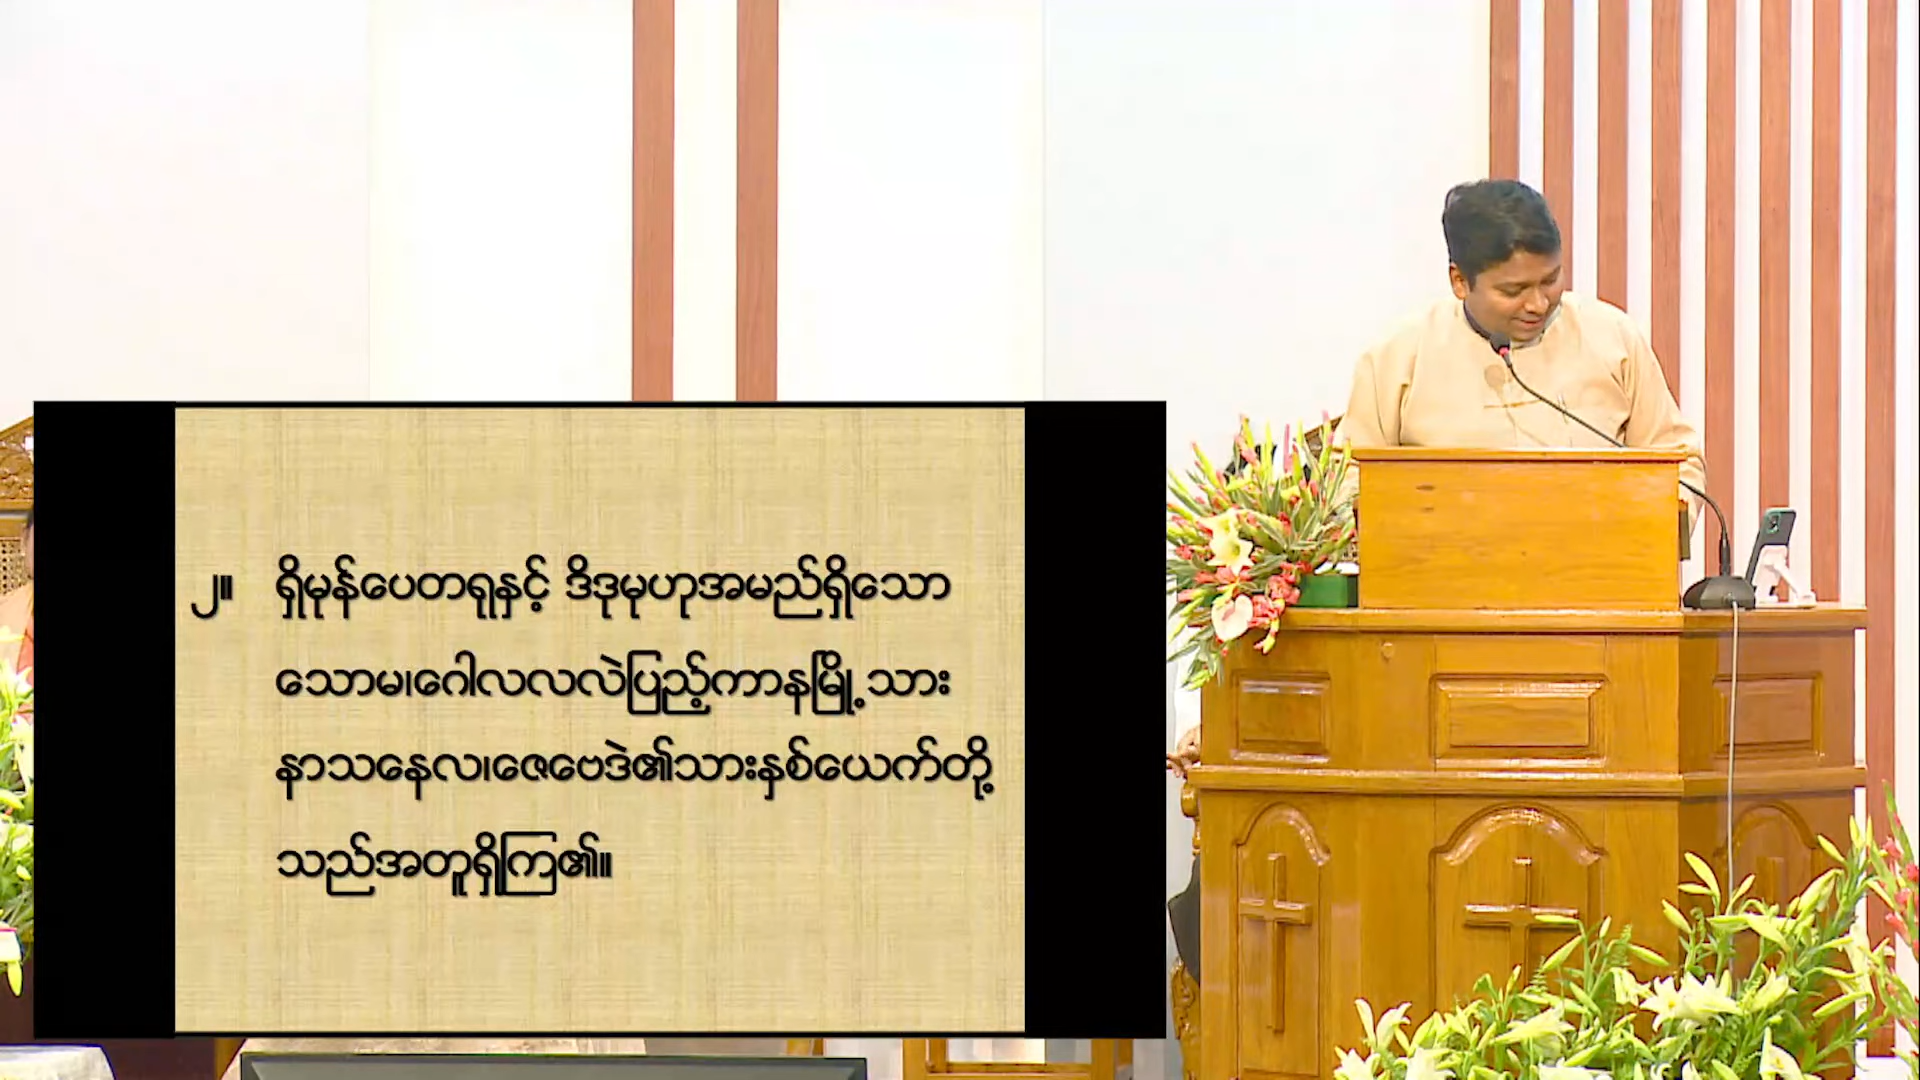 ၂။ ရှိမုန်ပေတရုနှင့် ဒိဒုမုဟုအမည်ရှိသော
သောမ၊ဂေါလလလဲပြည့်ကာနမြို့သား
နာသနေလ၊ဇေဗေဒဲ၏သားနှစ်ယောက်တို့
သည်အတူရှိကြ၏။